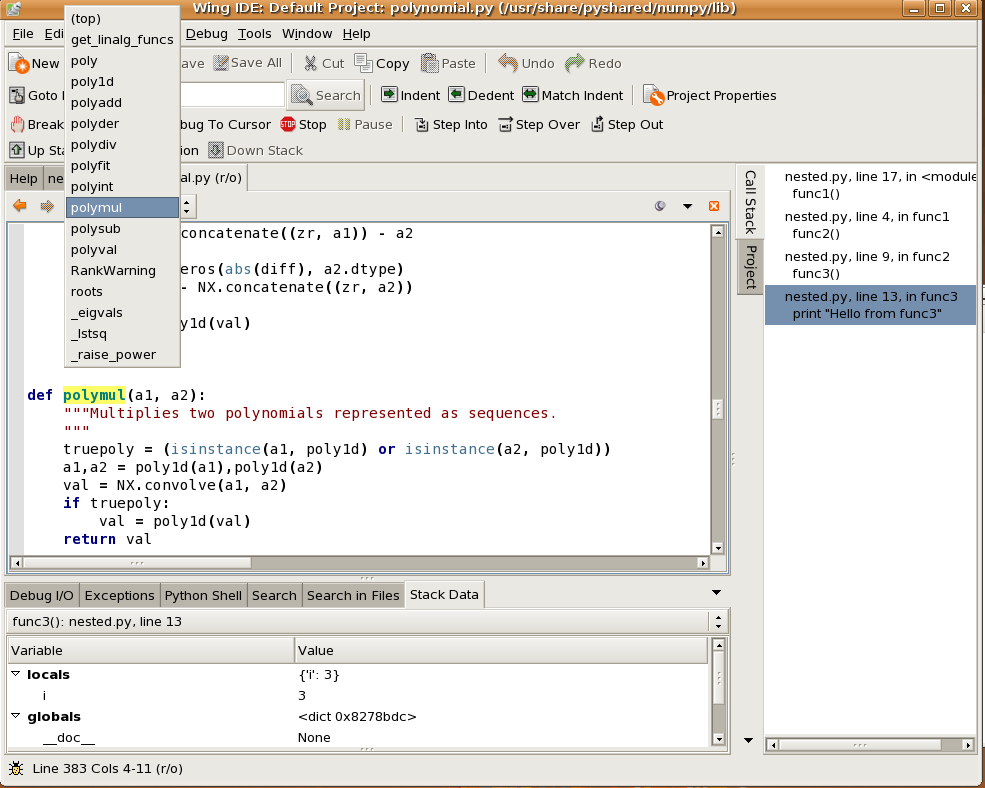 Wing IDE: Default Project: polynomial.py (/usr/share/pyshared/numpy/lib)
File Edi Debug Tools Window Help
(top)
get_linalg_funcs
poly
poly1d
polyadd
polyder
polydiv
polyfit
polyint
polymul
polysub
polyval
RankWarning
roots
_eigvals
_lstsq
_raise_power
New ave Save All Cut Copy Paste Undo Redo
Goto Search Indent Dedent Match Indent Project Properties
Break bug To Cursor Stop Pause Step Into Step Over Step Out
Up Sta ion Down Stack
Help ne al.py (r/o)
concatenate((zr, a1)) - a2
eros(abs(diff), a2.dtype)
- NX.concatenate((zr, a2))
y1d(val)
def polymul(a1, a2):
"""Multiplies two polynomials represented as sequences.
"""
truepoly = (isinstance(a1, poly1d) or isinstance(a2, poly1d))
a1,a2 = poly1d(a1),poly1d(a2)
val = NX.convolve(a1, a2)
if truepoly:
val = poly1d(val)
return val
Call Stack
Project
nested.py, line 17, in <module
func1()
nested.py, line 4, in func1
func2()
nested.py, line 9, in func2
func3()
nested.py, line 13, in func3
print "Hello from func3"
Debug I/O Exceptions Python Shell Search Search in Files Stack Data
func3(): nested.py, line 13
Variable Value
locals {'i': 3}
i 3
globals <dict 0x8278bdc>
__doc__ None
Line 383 Cols 4-11 (r/o)